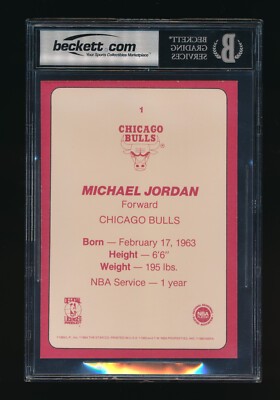 beckett.com
Your Sports Collectibles Marketplace
BECKETT
GRADING
SERVICES
1
CHICAGO
BULLS
MICHAEL JORDAN
Forward
CHICAGO BULLS
Born — February 17, 1963
Height — 6'6"
Weight — 195 lbs.
NBA Service — 1 year
NBA